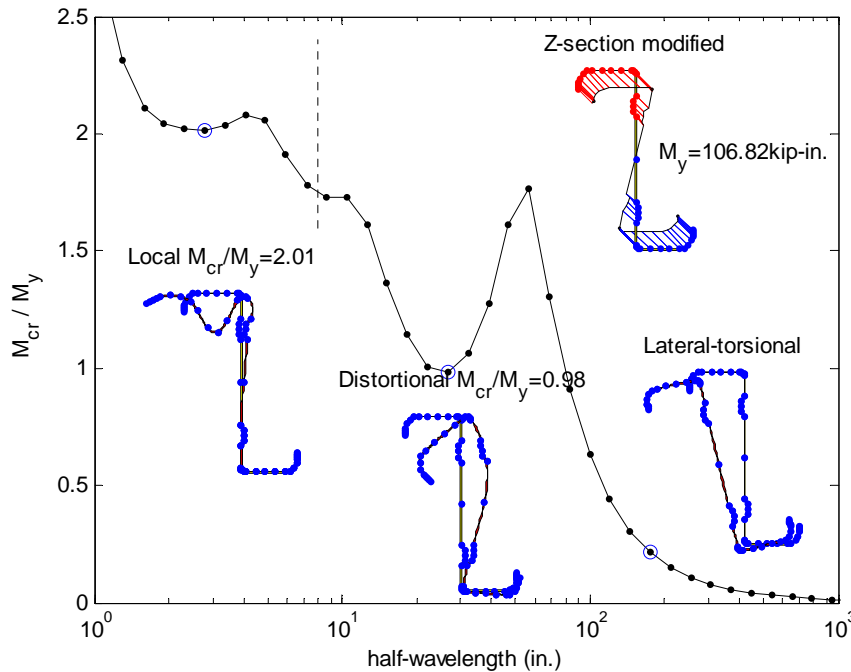 2.5
Z-section modified
2
M_y=106.82kip-in.
1.5
Local M_cr/M_y=2.01
M_cr / M_y
1
Lateral-torsional
Distortional M_cr/M_y=0.98
0.5
0
10^0
10^1
10^2
10^3
half-wavelength (in.)